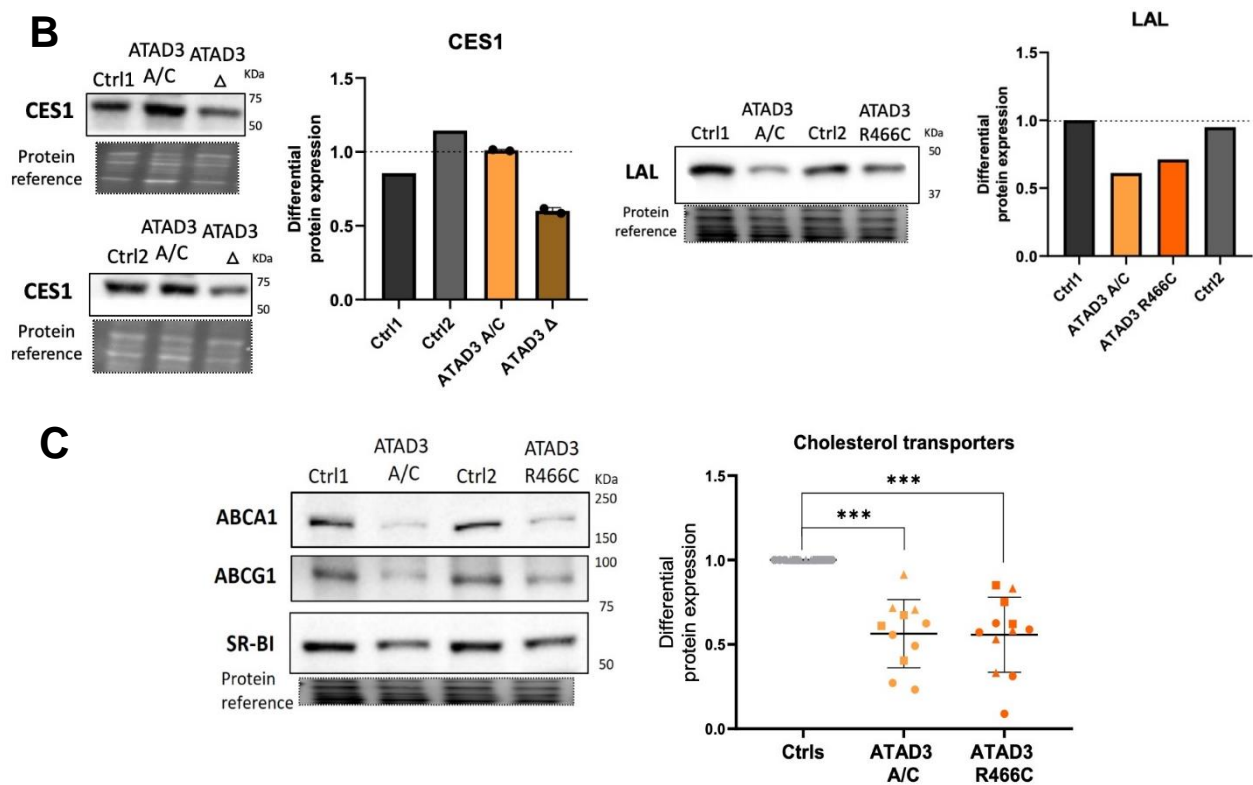 B
Ctrl1
ATAD3
A/C
ATAD3
Δ
KDa
CES1
75
50
Protein
reference
Ctrl2
ATAD3
A/C
ATAD3
Δ
KDa
CES1
75
50
Protein
reference
CES1
Differential
protein expression
1.5
1.0
0.5
0.0
Ctrl1
Ctrl2
ATAD3 A/C
ATAD3 Δ
Ctrl1
ATAD3
A/C
Ctrl2
ATAD3
R466C
KDa
LAL
50
37
Protein
reference
LAL
Differential
protein expression
1.5
1.0
0.5
0.0
Ctrl1
ATAD3 A/C
ATAD3 R466C
Ctrl2
C
Ctrl1
ATAD3
A/C
Ctrl2
ATAD3
R466C
KDa
ABCA1
250
150
ABCG1
100
75
SR-BI
50
Protein
reference
Cholesterol transporters
Differential
protein expression
1.5
1.0
0.5
0.0
***
***
Ctrls
ATAD3
A/C
ATAD3
R466C